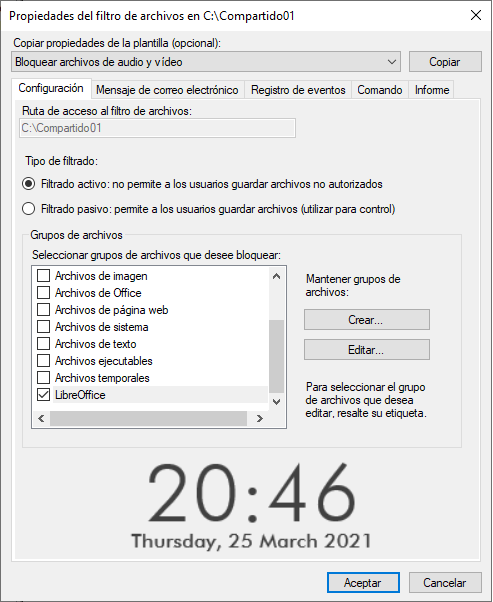 Propiedades del filtro de archivos en C:\Compartido01
Copiar propiedades de la plantilla (opcional):
Bloquear archivos de audio y vídeo
Copiar
Configuración
Mensaje de correo electrónico
Registro de eventos
Comando
Informe
Ruta de acceso al filtro de archivos:
C:\Compartido01
Tipo de filtrado:
Filtrado activo: no permite a los usuarios guardar archivos no autorizados
Filtrado pasivo: permite a los usuarios guardar archivos (utilizar para control)
Grupos de archivos
Seleccionar grupos de archivos que desee bloquear:
Archivos de imagen
Archivos de Office
Archivos de página web
Archivos de sistema
Archivos de texto
Archivos ejecutables
Archivos temporales
LibreOffice
Mantener grupos de
archivos:
Crear...
Editar...
Para seleccionar el grupo
de archivos que desea
editar, resalte su etiqueta.
20:46
Thursday, 25 March 2021
Aceptar
Cancelar